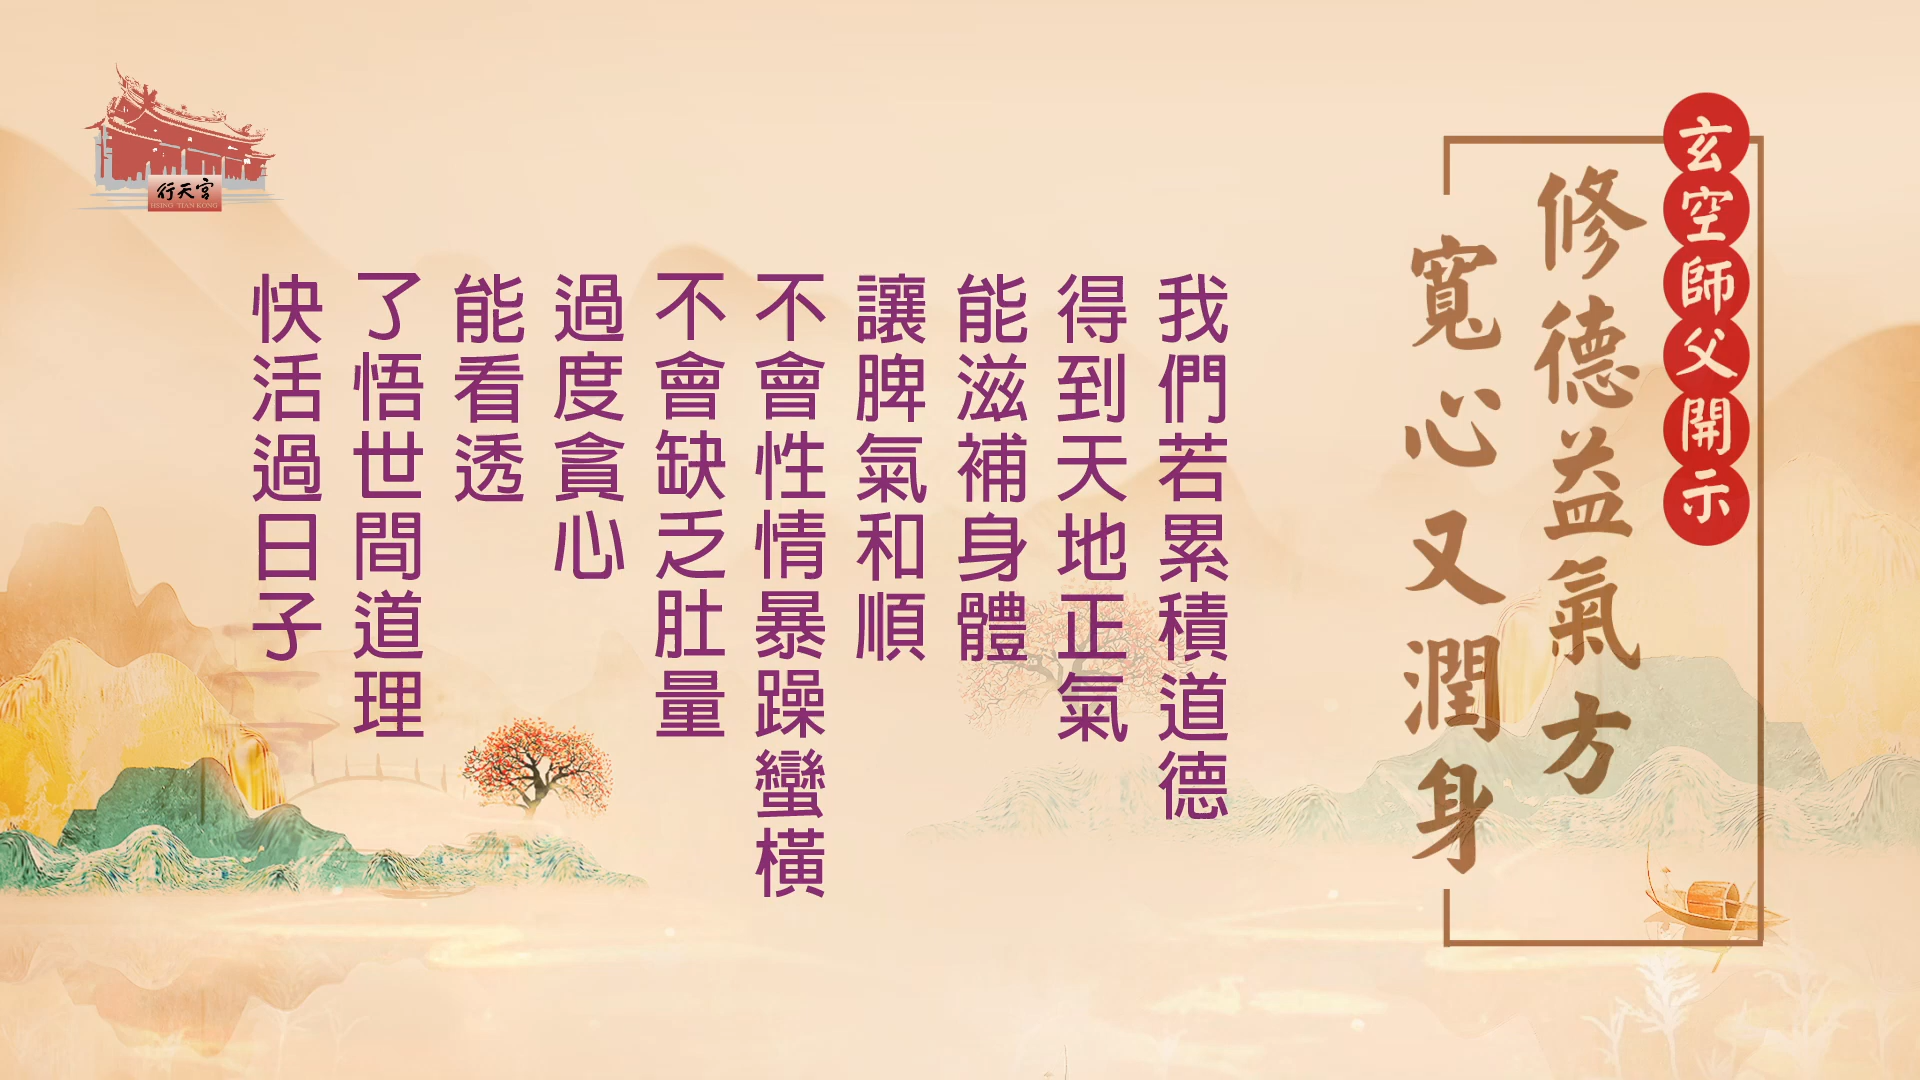 玄空師父開示
修德益氣方
寬心又潤身
我們若累積道德
得到天地正氣
能滋補身體
讓脾氣和順
不會性情暴躁蠻橫
不會缺乏肚量
過度貪心
能看透
了悟世間道理
快活過日子
行天宮
HSING TIAN KONG